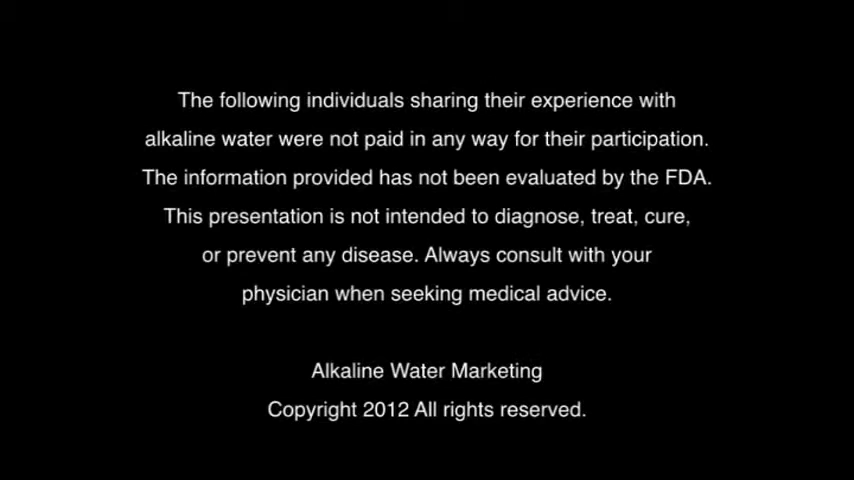 The following individuals sharing their experience with
alkaline water were not paid in any way for their participation.
The information provided has not been evaluated by the FDA.
This presentation is not intended to diagnose, treat, cure,
or prevent any disease. Always consult with your
physician when seeking medical advice.
Alkaline Water Marketing
Copyright 2012 All rights reserved.